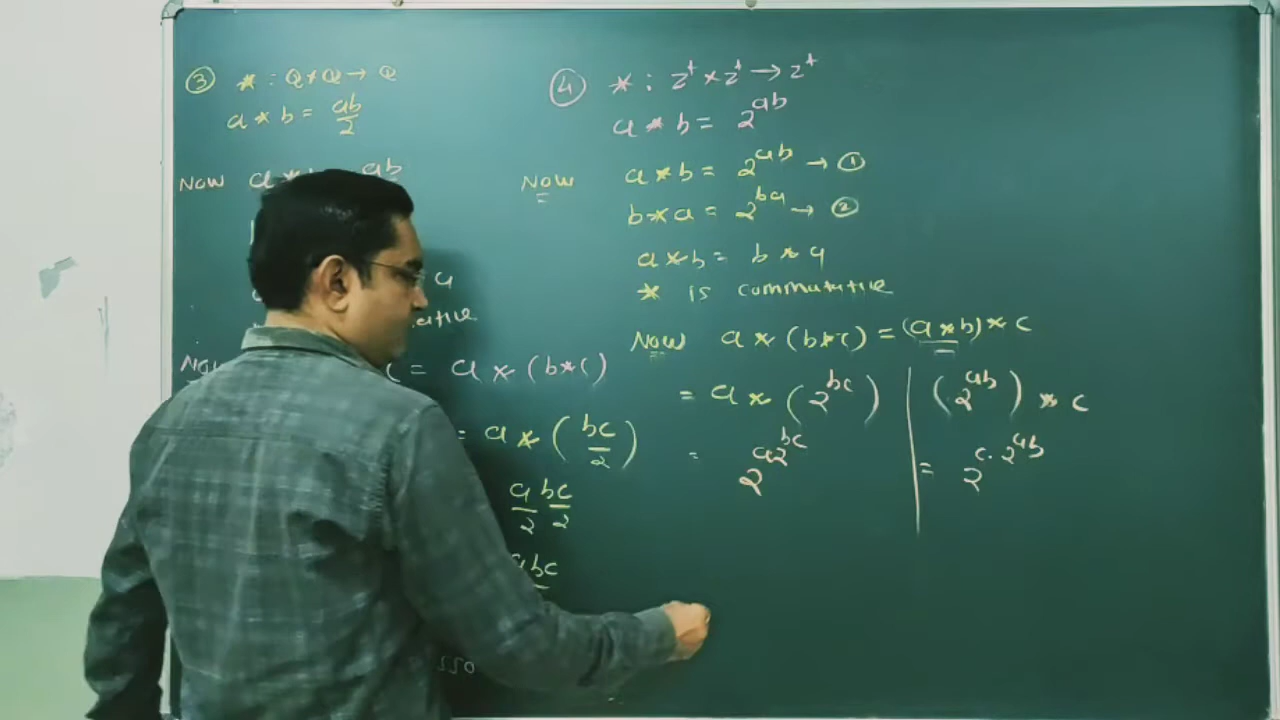 ③ * : Q×Q → Q
a * b = ab/2
Now ab
a
Now c = a * (b*c)
= a * (bc/2)
a/2 bc/2
abc
④ * : Z⁺ × Z⁺ → Z⁺
a * b = 2^(ab)
Now a * b = 2^(ab) → ①
b * a = 2^(ba) → ②
a * b = b * a
* is commutative
Now a * (b*c) = (a * b) * c
= a * (2^(bc)) | (2^(ab)) * c
= 2^(a2^(bc)) | = 2^(c·2^(ab))